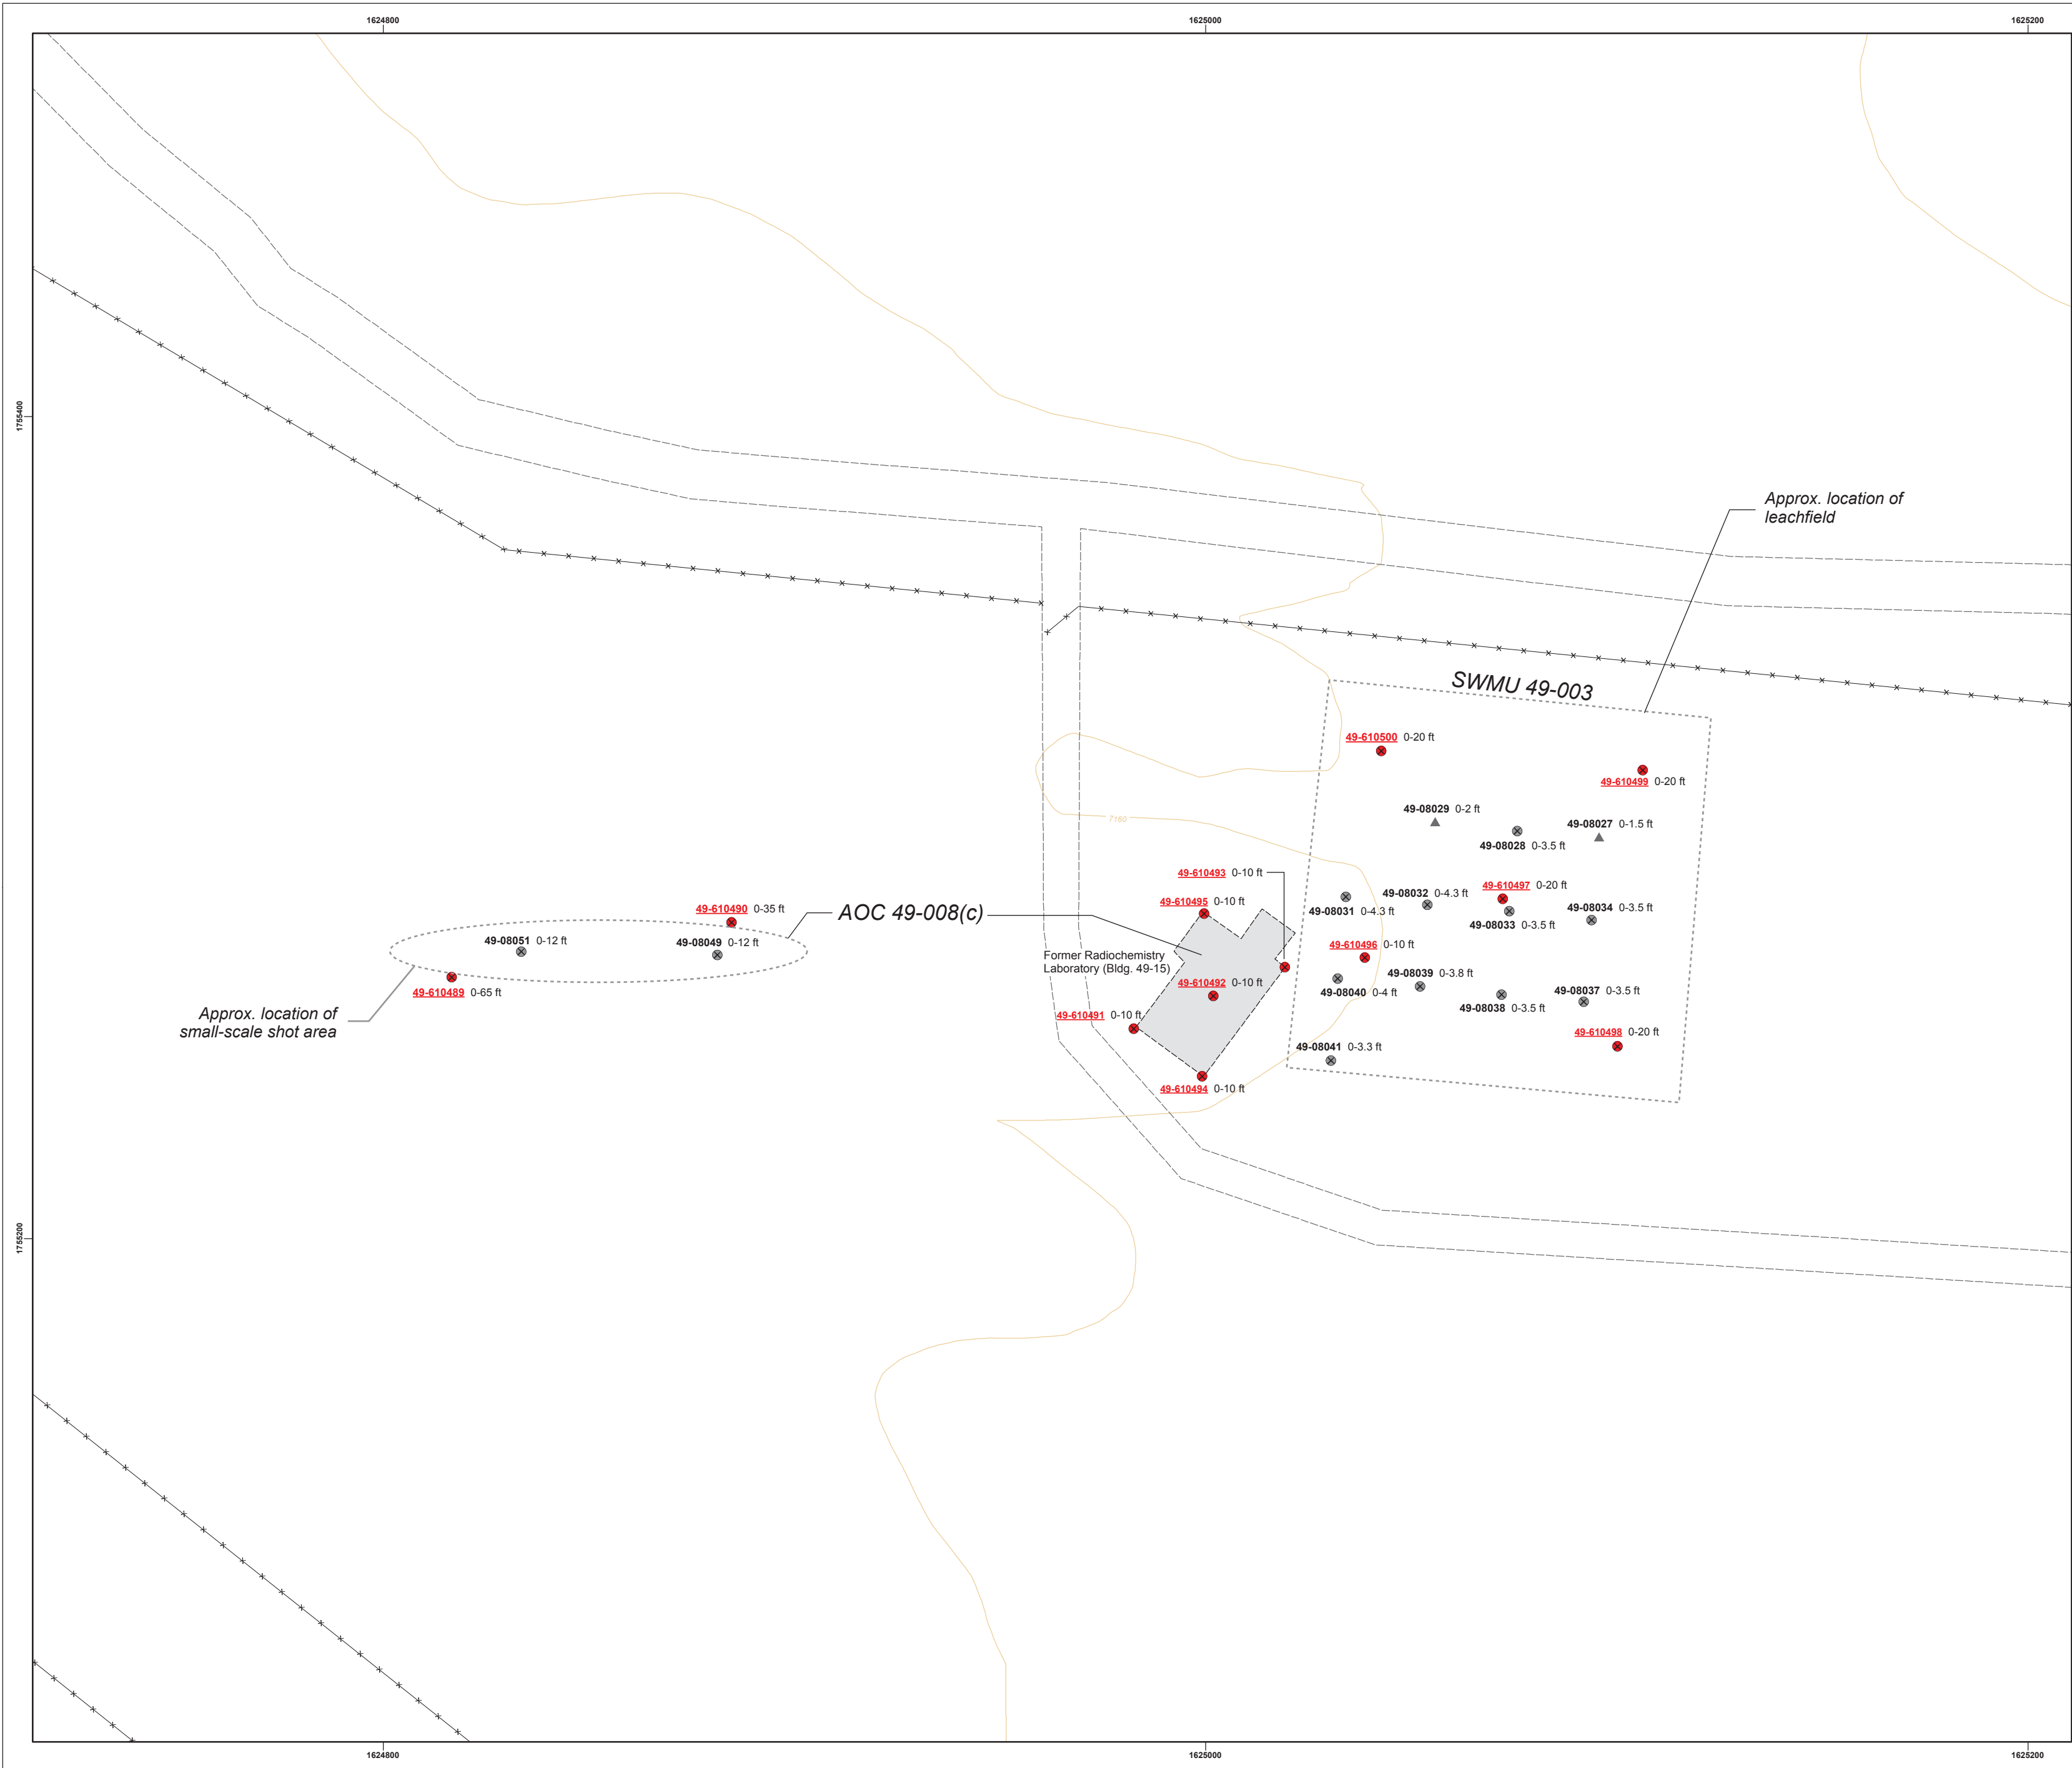 1624800
1625000
1625200
1755400
Approx. location of
leachfield
SWMU 49-003
49-610500 0-20 ft
49-610499 0-20 ft
49-08029 0-2 ft
49-08027 0-1.5 ft
49-08028 0-3.5 ft
7160
49-610493 0-10 ft
49-610495 0-10 ft
49-610497 0-20 ft
49-08032 0-4.3 ft
49-08031 0-4.3 ft
49-08034 0-3.5 ft
49-08033 0-3.5 ft
49-610490 0-35 ft
AOC 49-008(c)
49-08051 0-12 ft
49-08049 0-12 ft
49-610496 0-10 ft
Former Radiochemistry
Laboratory (Bldg. 49-15)
49-610492 0-10 ft
49-08039 0-3.8 ft
49-08040 0-4 ft
49-08037 0-3.5 ft
49-08038 0-3.5 ft
49-610489 0-65 ft
49-610491 0-10 ft
Approx. location of
small-scale shot area
49-610498 0-20 ft
49-08041 0-3.3 ft
49-610494 0-10 ft
1755200
1624800
1625000
1625200